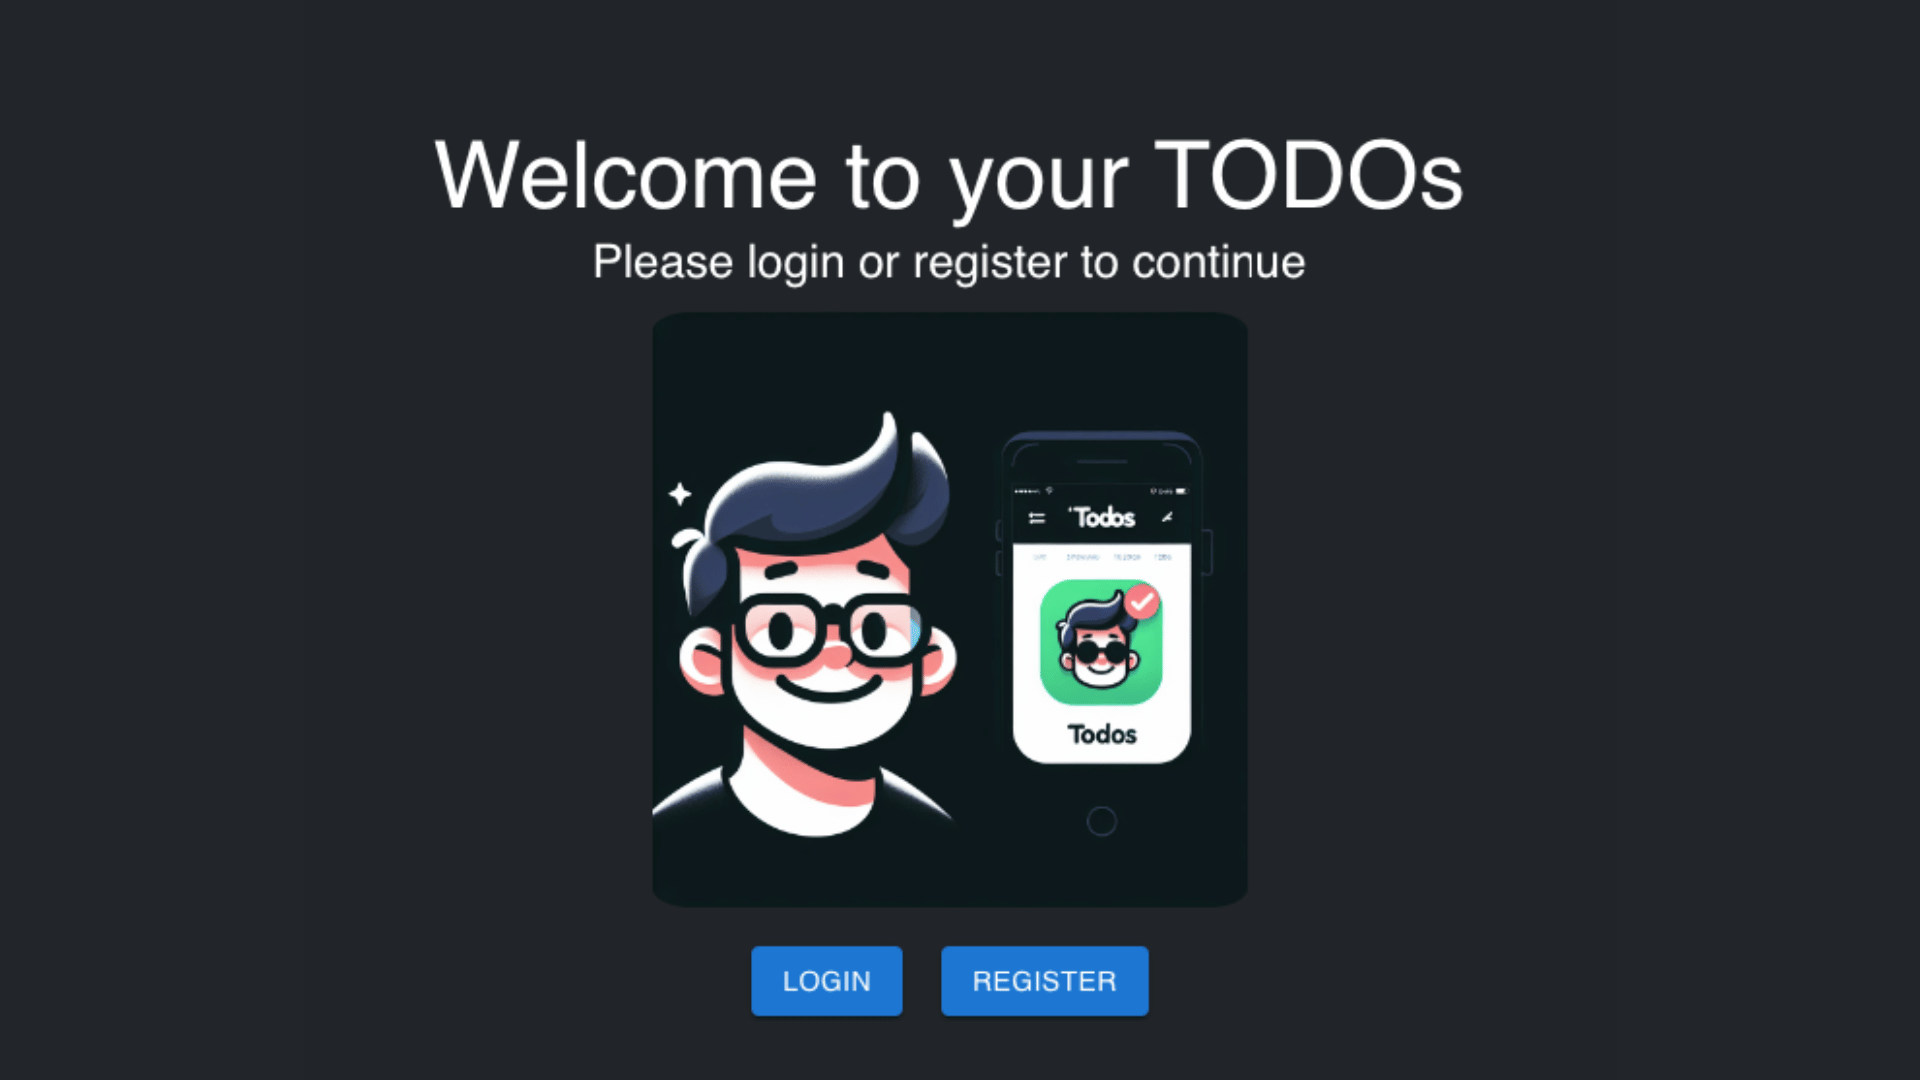 Welcome to your TODOs
Please login or register to continue
Todos
Todos
LOGIN REGISTER